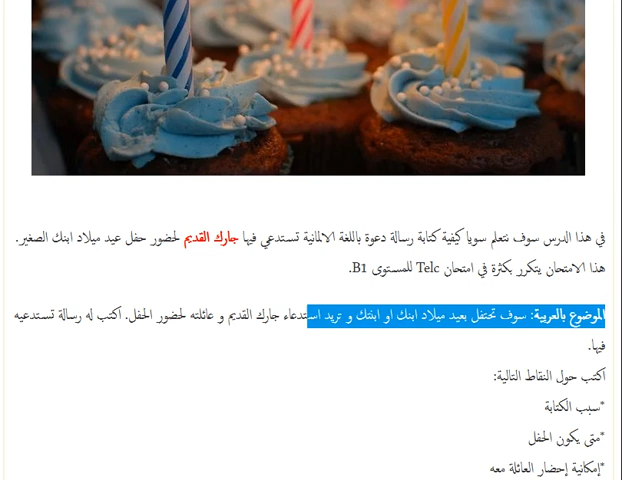 في هذا الدرس سوف نتعلم سويا كيفية كتابة رسالة دعوة باللغة الالمانية تستدعي فيها جارك القديم لحضور حفل عيد ميلاد ابنك الصغير.
هذا الامتحان يتكرر بكثرة في امتحان Telc للمستوى B1.
الموضوع بالعربية: سوف تحتفل بعيد ميلاد ابنك او ابنتك و تريد استدعاء جارك القديم و عائلته لحضور الحفل. اكتب له رسالة تستدعيه
فيها.
اكتب حول النقاط التالية:
*سبب الكتابة
*متى يكون الحفل
*إمكانية إحضار العائلة معه